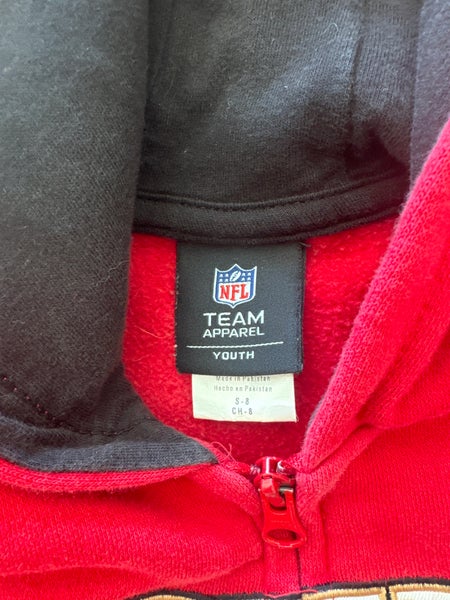 NFL
TEAM
APPAREL
YOUTH
Made in Pakistan
Hecho en Pakistan
S-8
CH-8